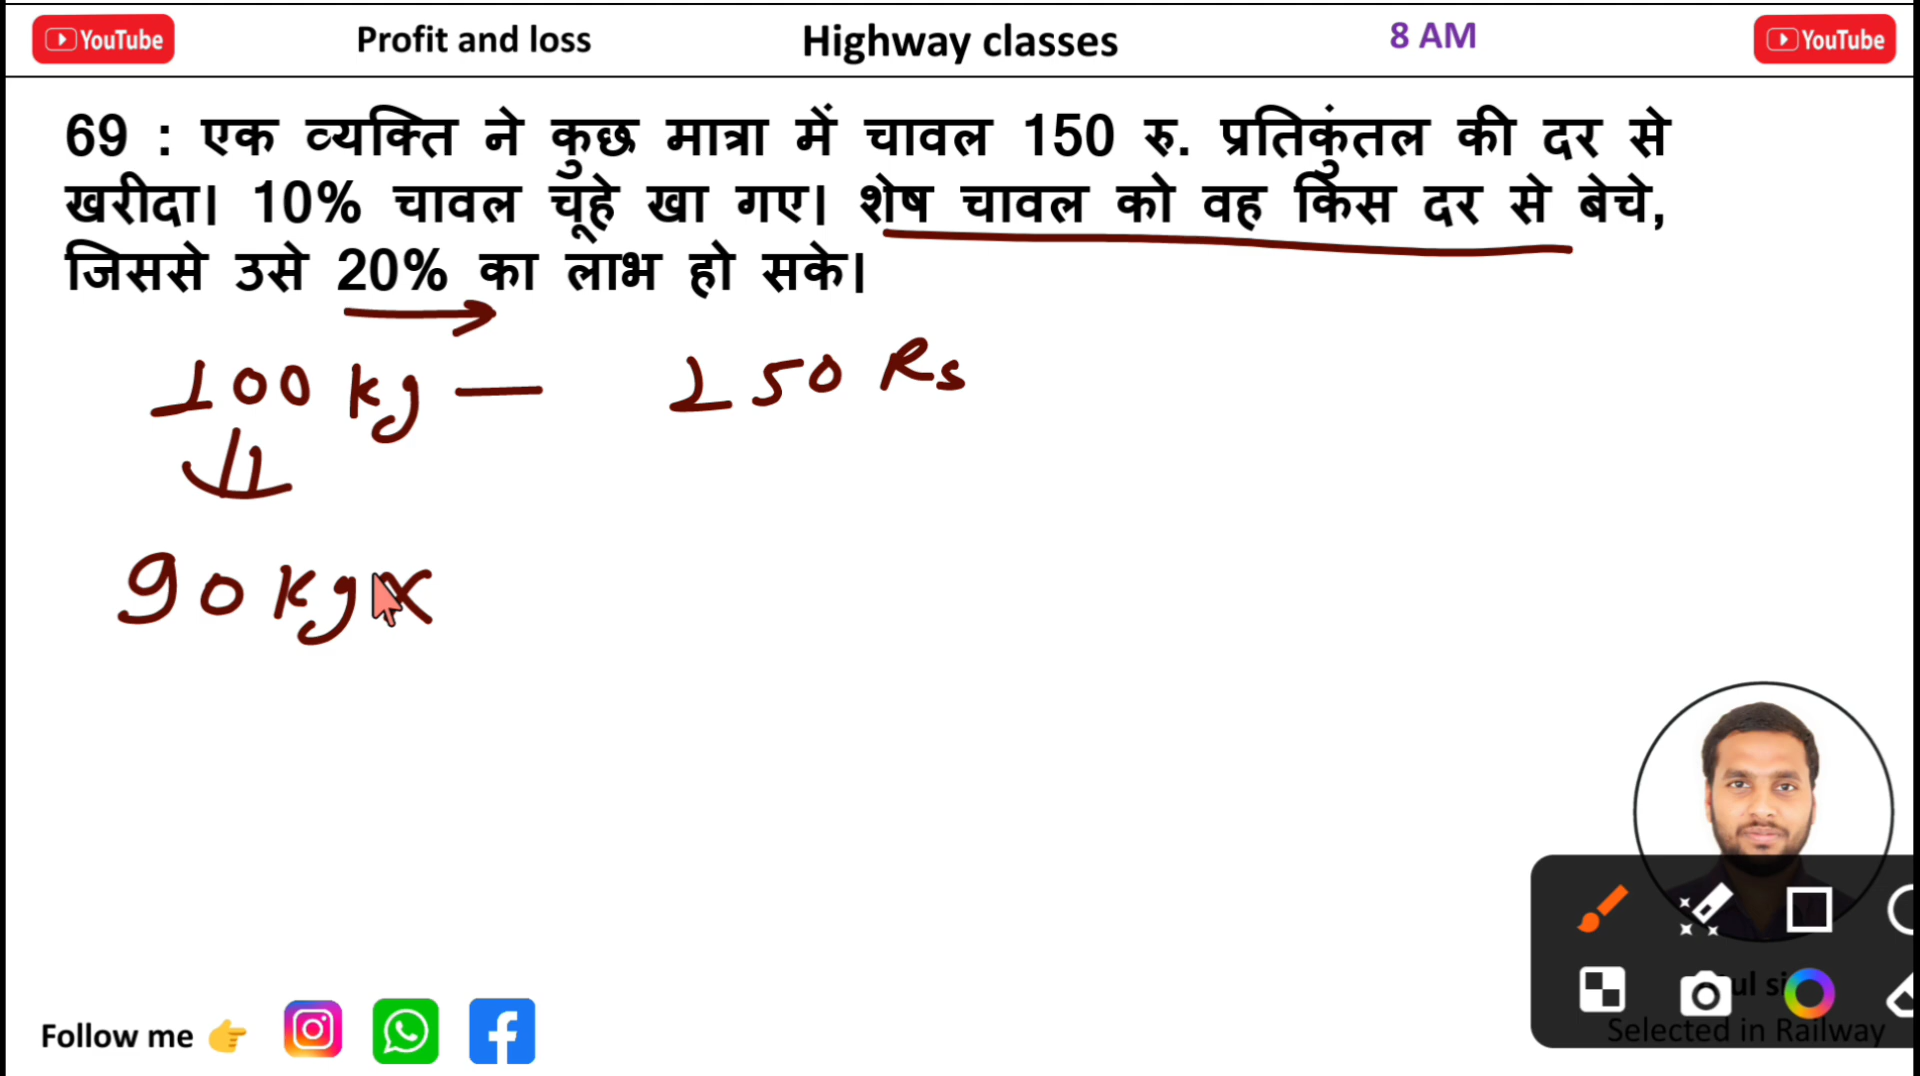 YouTube Profit and loss Highway classes 8 AM YouTube
69 : एक व्यक्ति ने कुछ मात्रा में चावल 150 रु. प्रतिकुंतल की दर से
खरीदा। 10% चावल चूहे खा गए। शेष चावल को वह किस दर से बेचे,
जिससे उसे 20% का लाभ हो सके।
100 kg — 150 Rs
90 kg x
Selected in Railway
Follow me